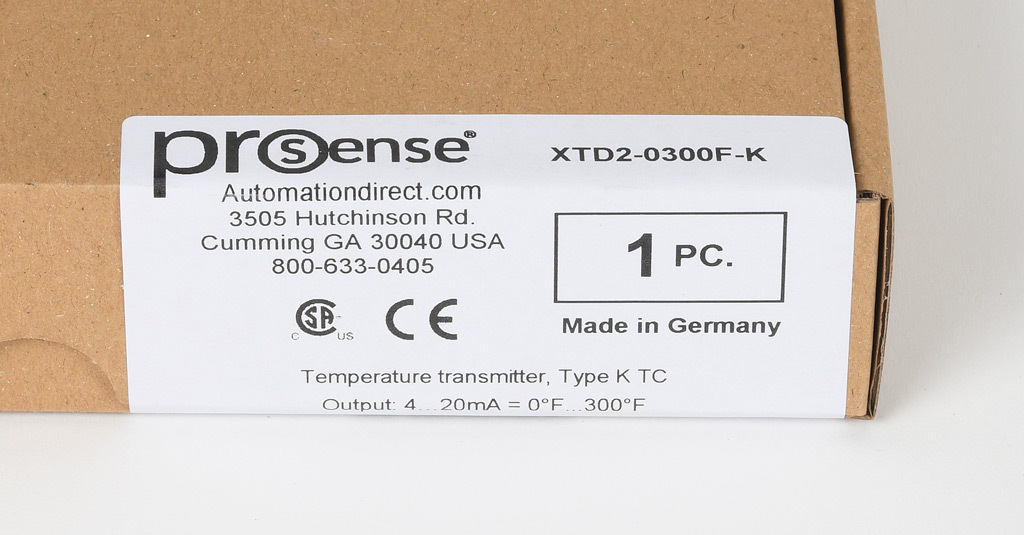 prosense®
XTD2-0300F-K
Automationdirect.com
3505 Hutchinson Rd.
Cumming GA 30040 USA
800-633-0405
1 PC.
Made in Germany
C SA US
CE
Temperature transmitter, Type K TC
Output: 4...20mA = 0°F...300°F